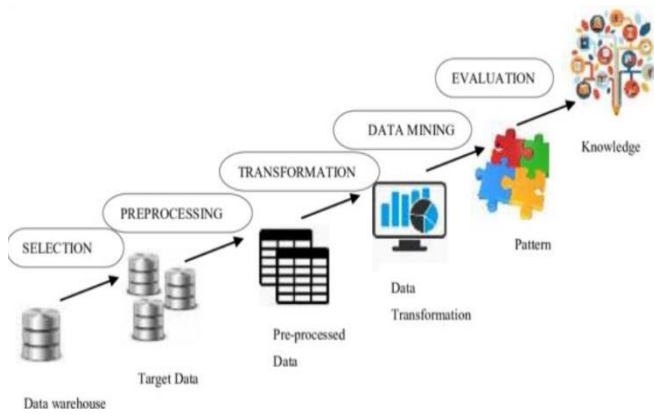 EVALUATION
Knowledge
DATA MINING
Pattern
TRANSFORMATION
Data
Transformation
PREPROCESSING
Pre-processed
Data
SELECTION
Target Data
Data warehouse